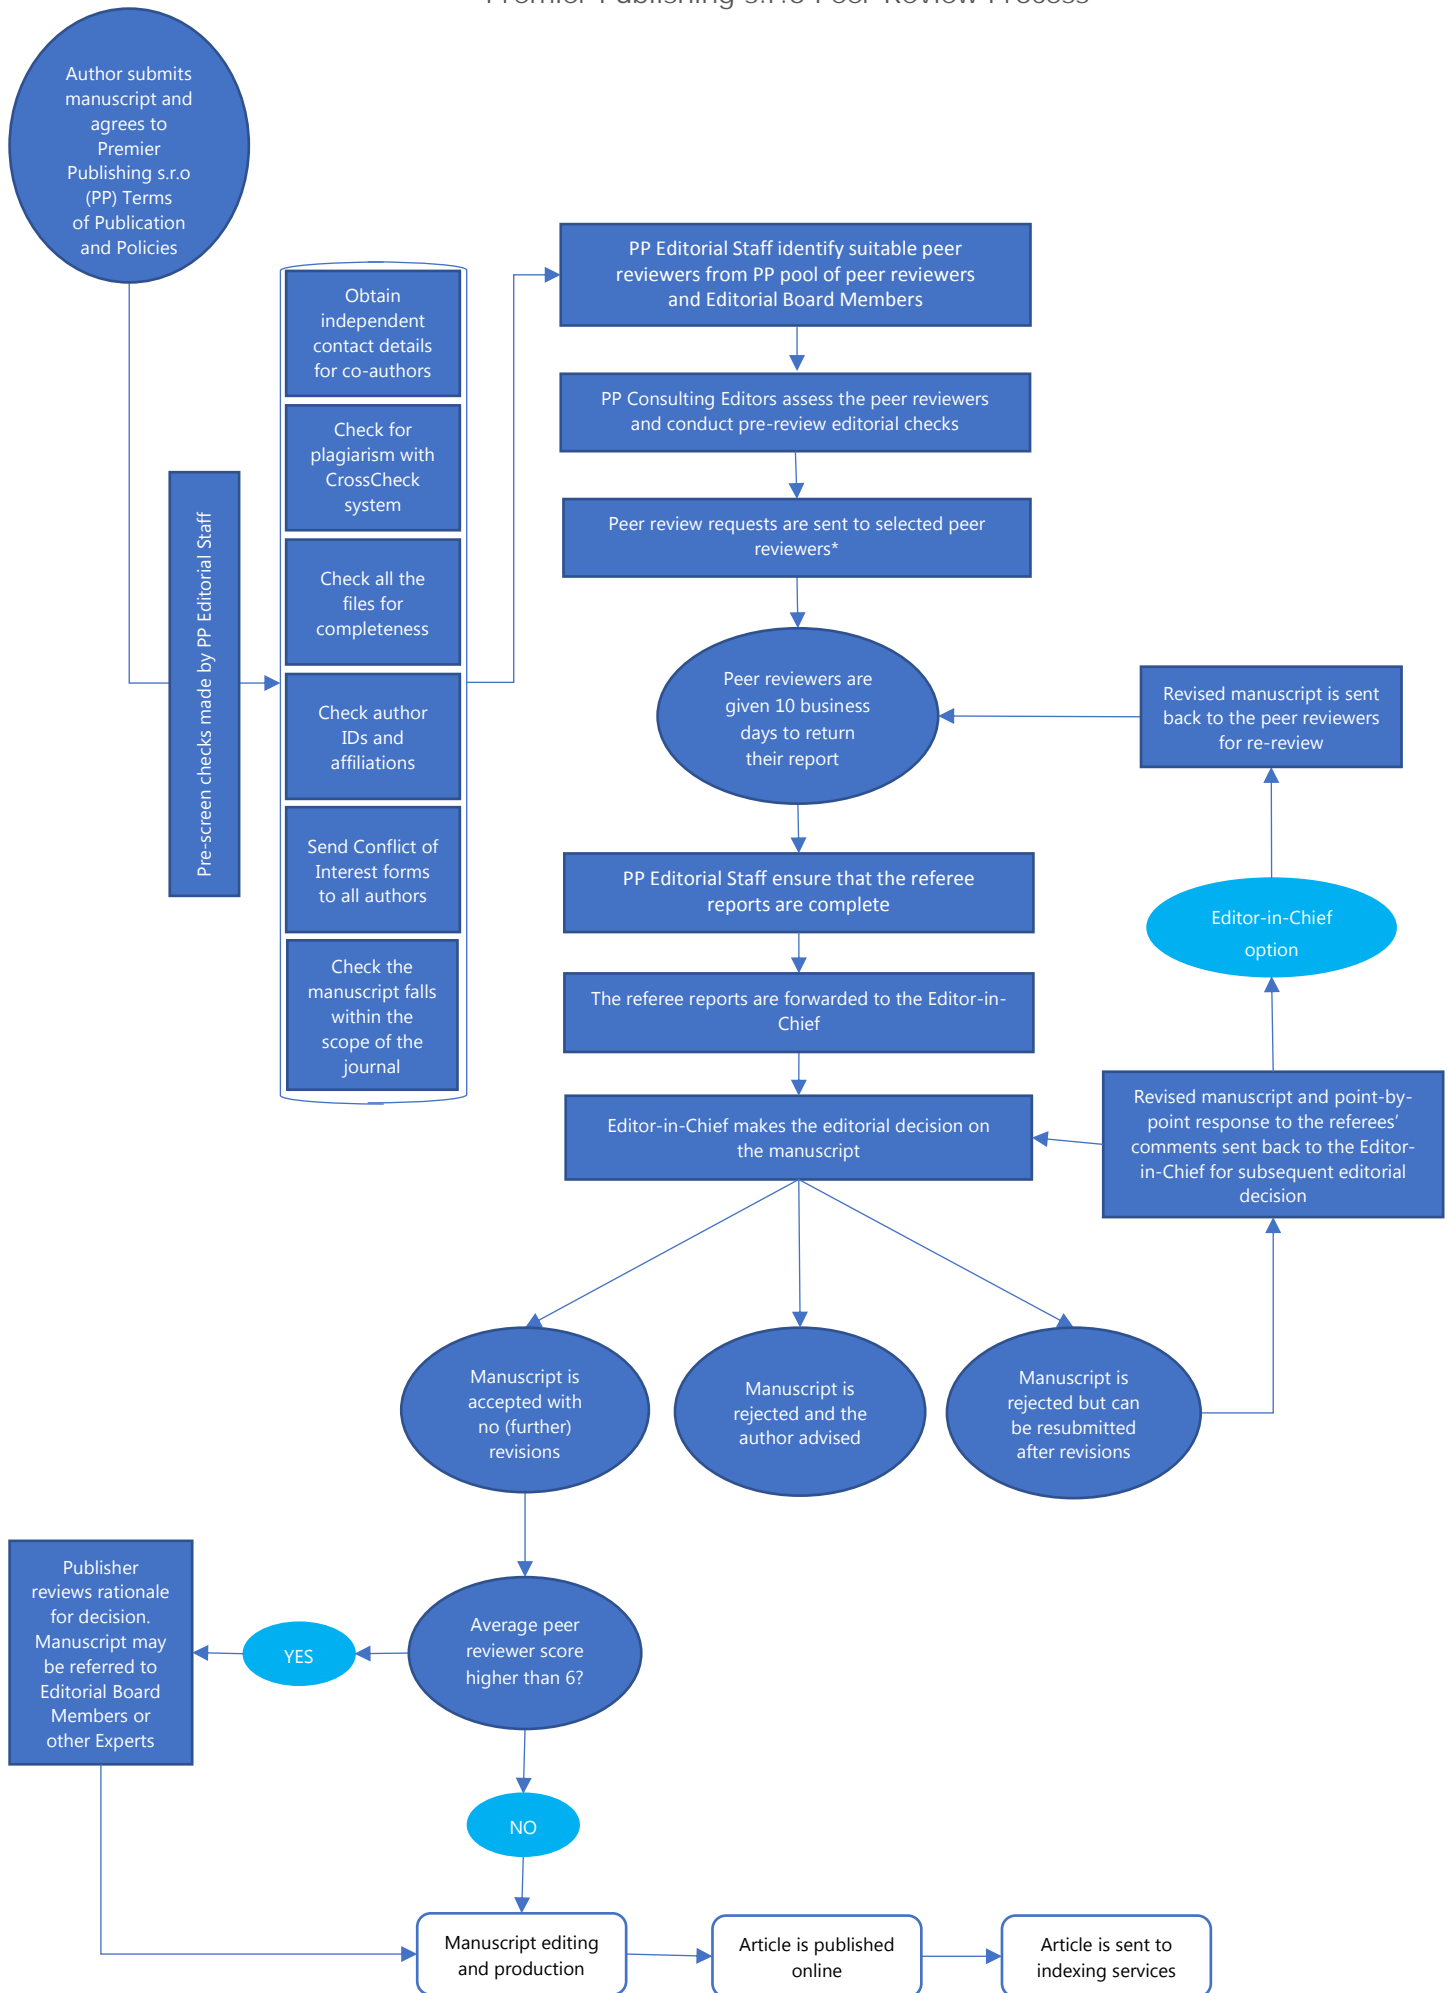 Premier Publishing s.r.o Peer Review Process
Author submits
manuscript and
agrees to
Premier
Publishing s.r.o
(PP) Terms
of Publication
and Policies
Pre-screen checks made by PP Editorial Staff
Obtain
independent
contact details
for co-authors
Check for
plagiarism with
CrossCheck
system
Check all the
files for
completeness
Check author
IDs and
affiliations
Send Conflict of
Interest forms
to all authors
Check the
manuscript falls
within the
scope of the
journal
PP Editorial Staff identify suitable peer
reviewers from PP pool of peer reviewers
and Editorial Board Members
PP Consulting Editors assess the peer reviewers
and conduct pre-review editorial checks
Peer review requests are sent to selected peer
reviewers*
Peer reviewers are
given 10 business
days to return
their report
Revised manuscript is sent
back to the peer reviewers
for re-review
PP Editorial Staff ensure that the referee
reports are complete
Editor-in-Chief
option
The referee reports are forwarded to the Editor-in-
Chief
Editor-in-Chief makes the editorial decision on
the manuscript
Revised manuscript and point-by-
point response to the referees’
comments sent back to the Editor-
in-Chief for subsequent editorial
decision
Manuscript is
accepted with
no (further)
revisions
Manuscript is
rejected and the
author advised
Manuscript is
rejected but can
be resubmitted
after revisions
Publisher
reviews rationale
for decision.
Manuscript may
be referred to
Editorial Board
Members or
other Experts
YES
Average peer
reviewer score
higher than 6?
NO
Manuscript editing
and production
Article is published
online
Article is sent to
indexing services